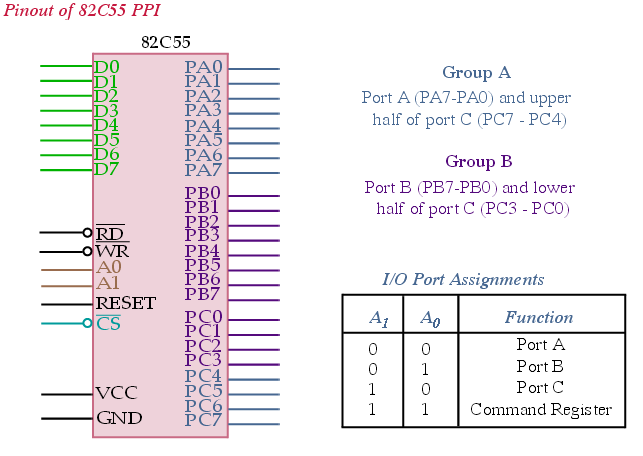 Pinout of 82C55 PPI
82C55
D0
D1
D2
D3
D4
D5
D6
D7
RD
WR
A0
A1
RESET
CS
VCC
GND
PA0
PA1
PA2
PA3
PA4
PA5
PA6
PA7
PB0
PB1
PB2
PB3
PB4
PB5
PB6
PB7
PC0
PC1
PC2
PC3
PC4
PC5
PC6
PC7
Group A
Port A (PA7-PA0) and upper
half of port C (PC7 - PC4)
Group B
Port B (PB7-PB0) and lower
half of port C (PC3 - PC0)
I/O Port Assignments
A1 A0 Function
0 0 Port A
0 1 Port B
1 0 Port C
1 1 Command Register